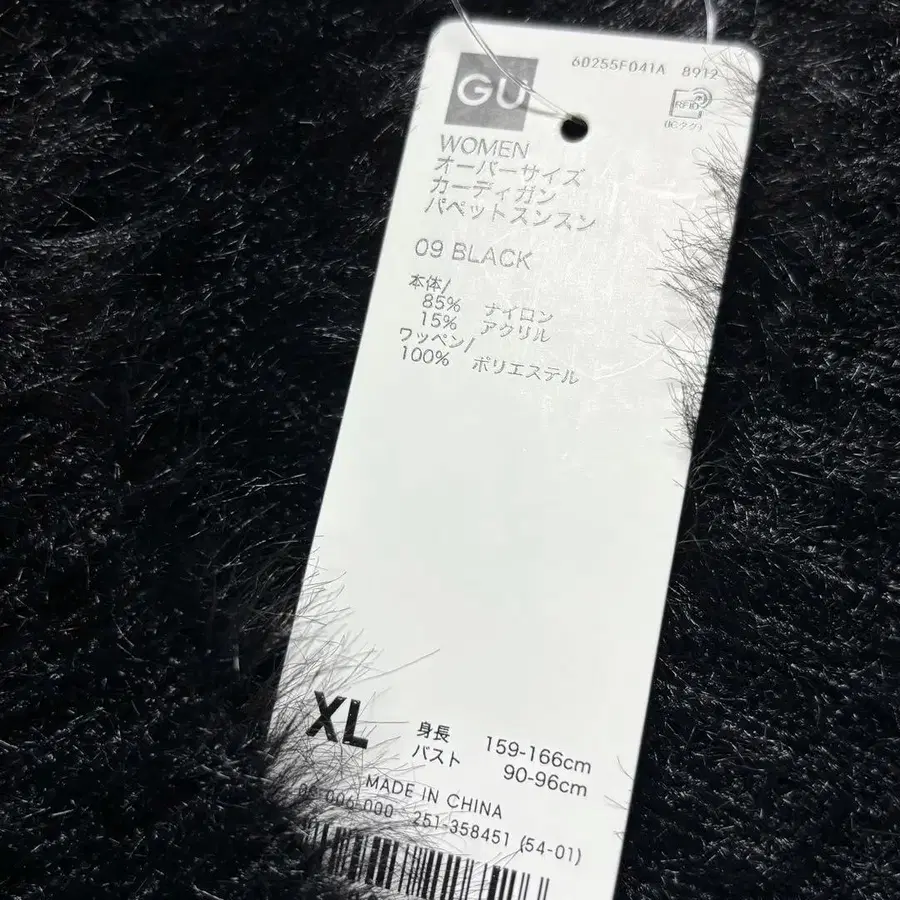 GU
60255F041A 8912
RFID
(ICタグ)
WOMEN
オーバーサイズ
カーディガン
パペットスンスン
09 BLACK
本体/
85% ナイロン
15% アクリル
ワッペン/
100% ポリエステル
XL
身長 159-166cm
バスト 90-96cm
MADE IN CHINA
006-000 251-358451 (54-01)